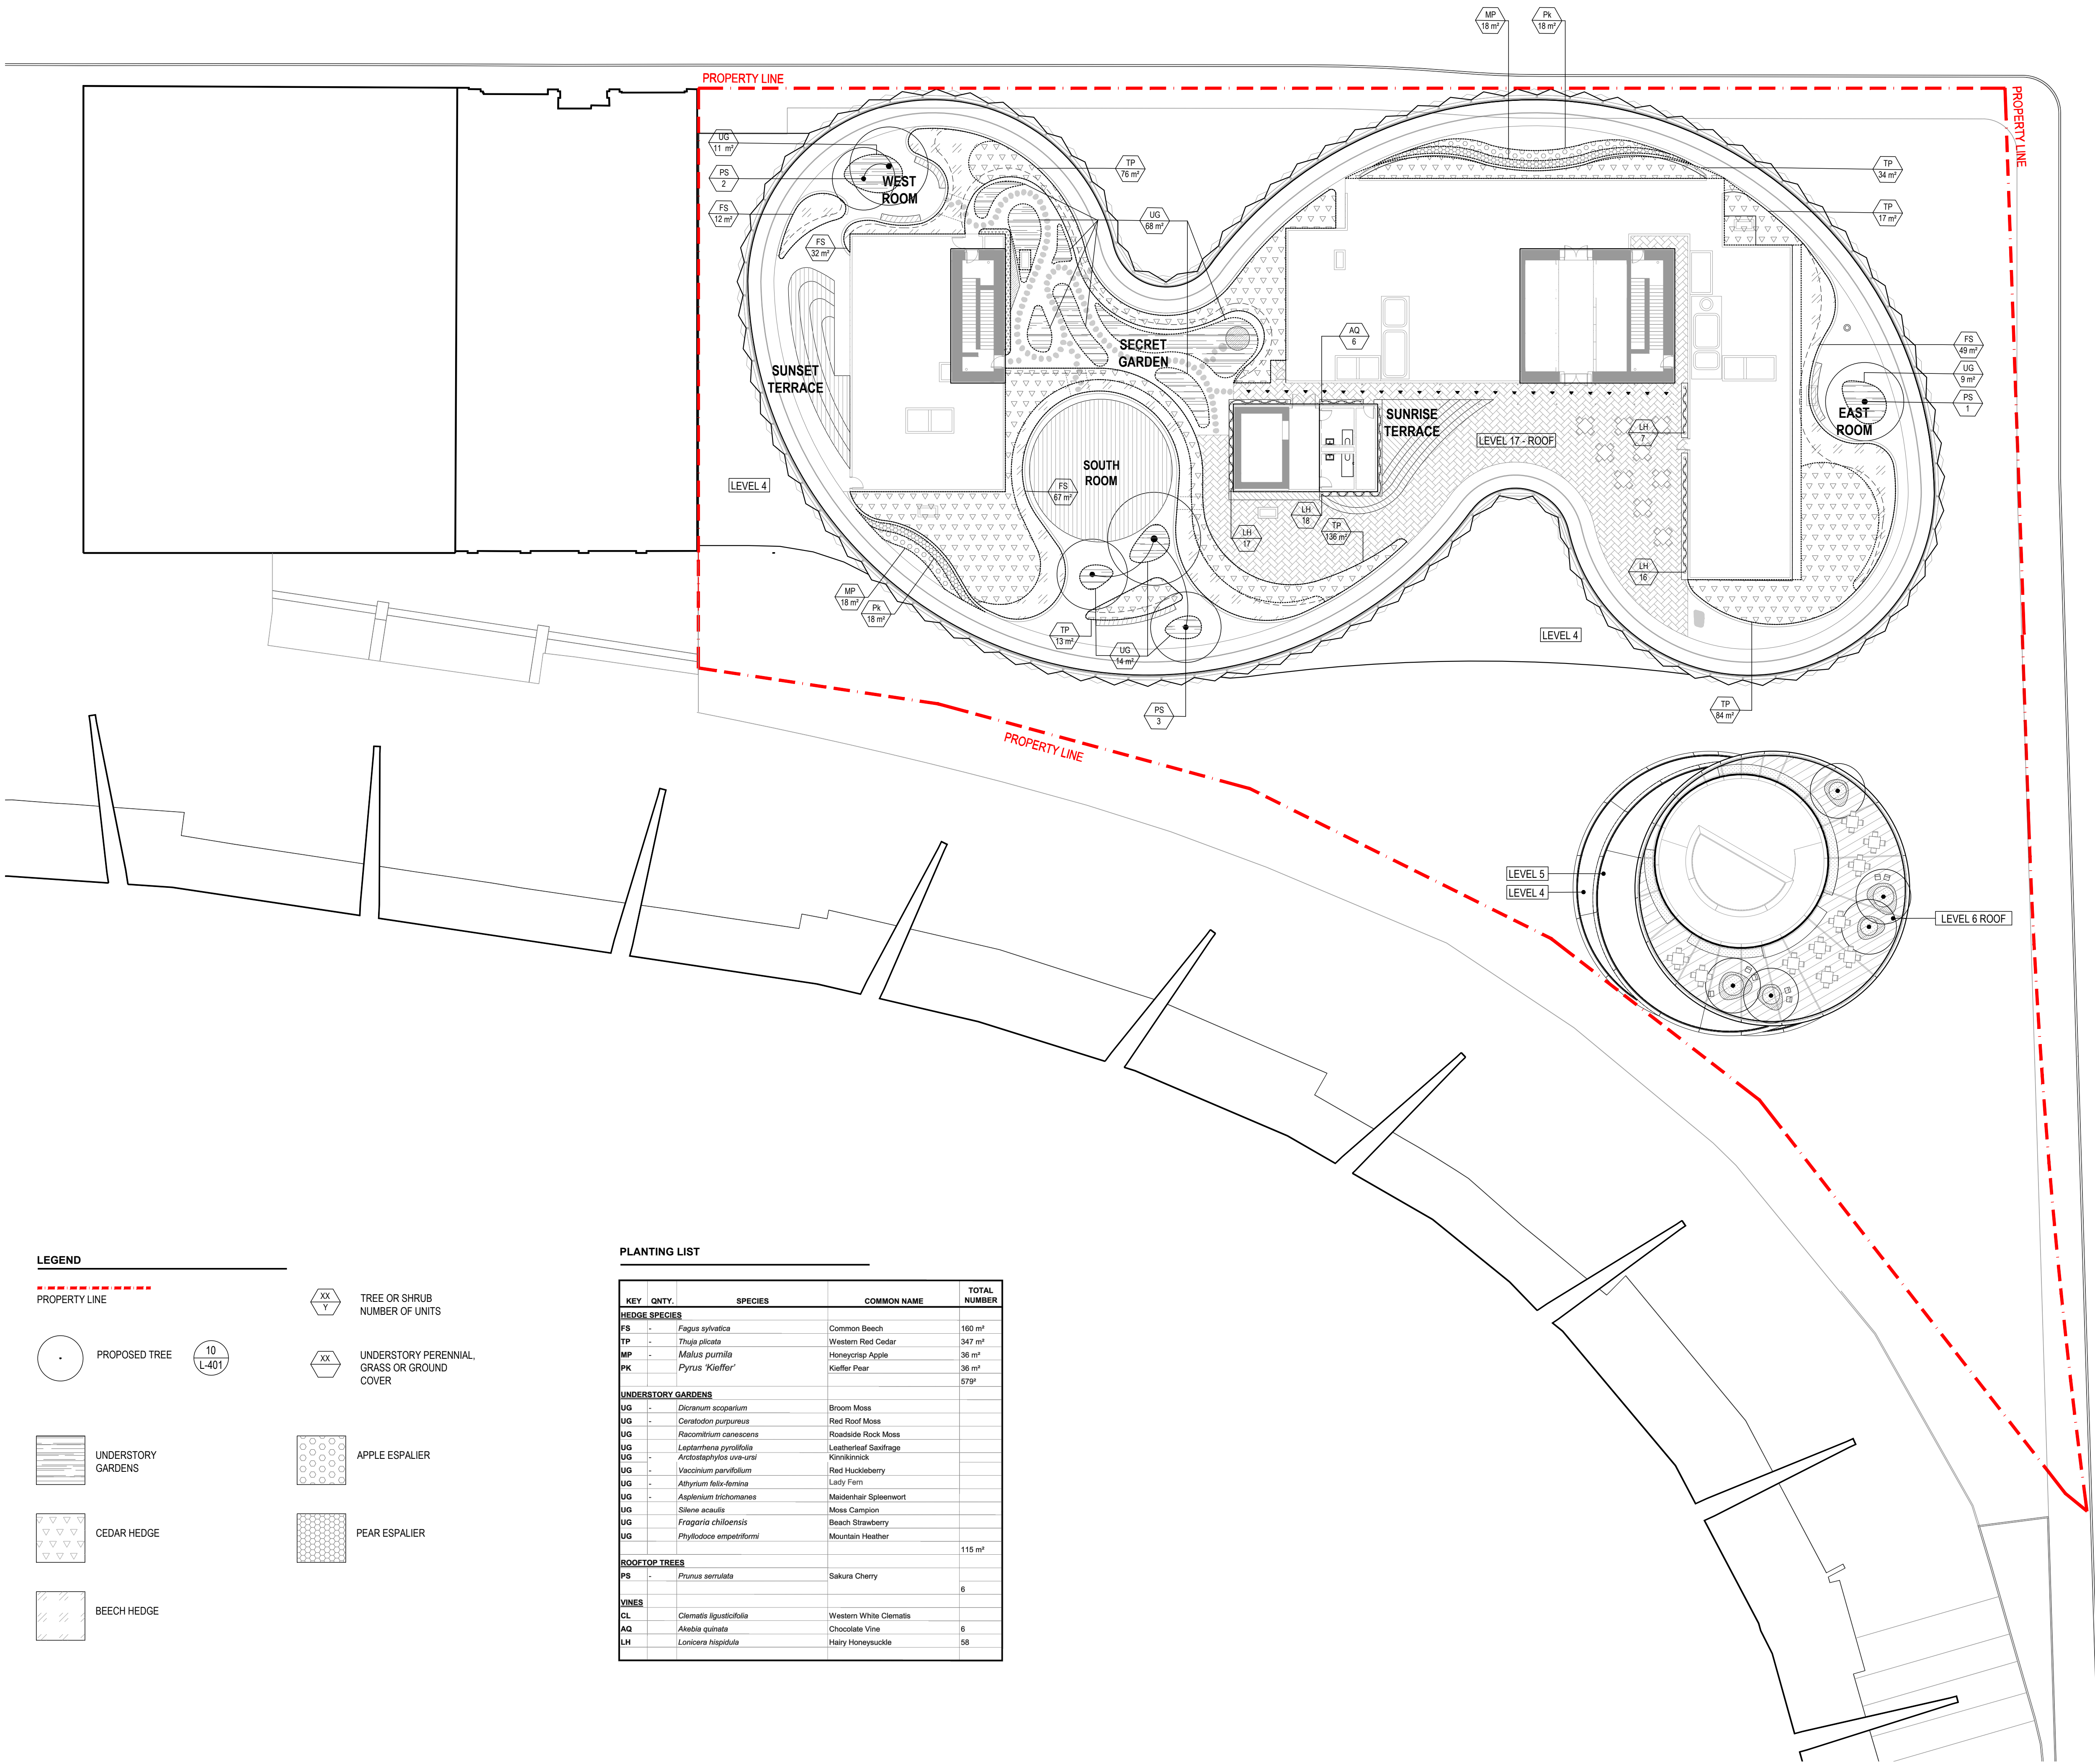 MP
18 m²
Pk
18 m²
PROPERTY LINE
PROPERTY LINE
UG
11 m²
PS
2
FS
12 m²
WEST
ROOM
FS
32 m²
TP
76 m²
UG
68 m²
TP
34 m²
TP
17 m²
AQ
6
SECRET
GARDEN
SUNSET
TERRACE
SUNRISE
TERRACE
LEVEL 17 - ROOF
LH
7
FS
49 m²
UG
9 m²
PS
1
EAST
ROOM
SOUTH
ROOM
LEVEL 4
FS
67 m²
LH
18
LH
17
TP
136 m²
LH
16
MP
18 m²
Pk
18 m²
TP
13 m²
UG
14 m²
LEVEL 4
PS
3
TP
84 m²
PROPERTY LINE
LEVEL 5
LEVEL 4
LEVEL 6 ROOF
LEGEND
PROPERTY LINE
XX
Y
TREE OR SHRUB
NUMBER OF UNITS
PROPOSED TREE
10
L-401
XX
UNDERSTORY PERENNIAL,
GRASS OR GROUND
COVER
UNDERSTORY
GARDENS
APPLE ESPALIER
CEDAR HEDGE
PEAR ESPALIER
BEECH HEDGE
PLANTING LIST
KEY QNTY. SPECIES COMMON NAME TOTAL NUMBER
HEDGE SPECIES
FS - Fagus sylvatica Common Beech 160 m²
TP - Thuja plicata Western Red Cedar 347 m²
MP - Malus pumila Honeycrisp Apple 36 m²
PK Pyrus 'Kieffer' Kieffer Pear 36 m²
579²
UNDERSTORY GARDENS
UG - Dicranum scoparium Broom Moss
UG - Ceratodon purpureus Red Roof Moss
UG Racomitrium canescens Roadside Rock Moss
UG Leptarrhena pyrolifolia Leatherleaf Saxifrage
UG - Arctostaphylos uva-ursi Kinnikinnick
UG - Vaccinium parvifolium Red Huckleberry
UG - Athyrium felix-femina Lady Fern
UG - Asplenium trichomanes Maidenhair Spleenwort
UG Silene acaulis Moss Campion
UG Fragaria chiloensis Beach Strawberry
UG Phyllodoce empetriformi Mountain Heather
115 m²
ROOFTOP TREES
PS - Prunus serrulata Sakura Cherry
6
VINES
CL Clematis ligusticifolia Western White Clematis
AQ Akebia quinata Chocolate Vine 6
LH Lonicera hispidula Hairy Honeysuckle 58